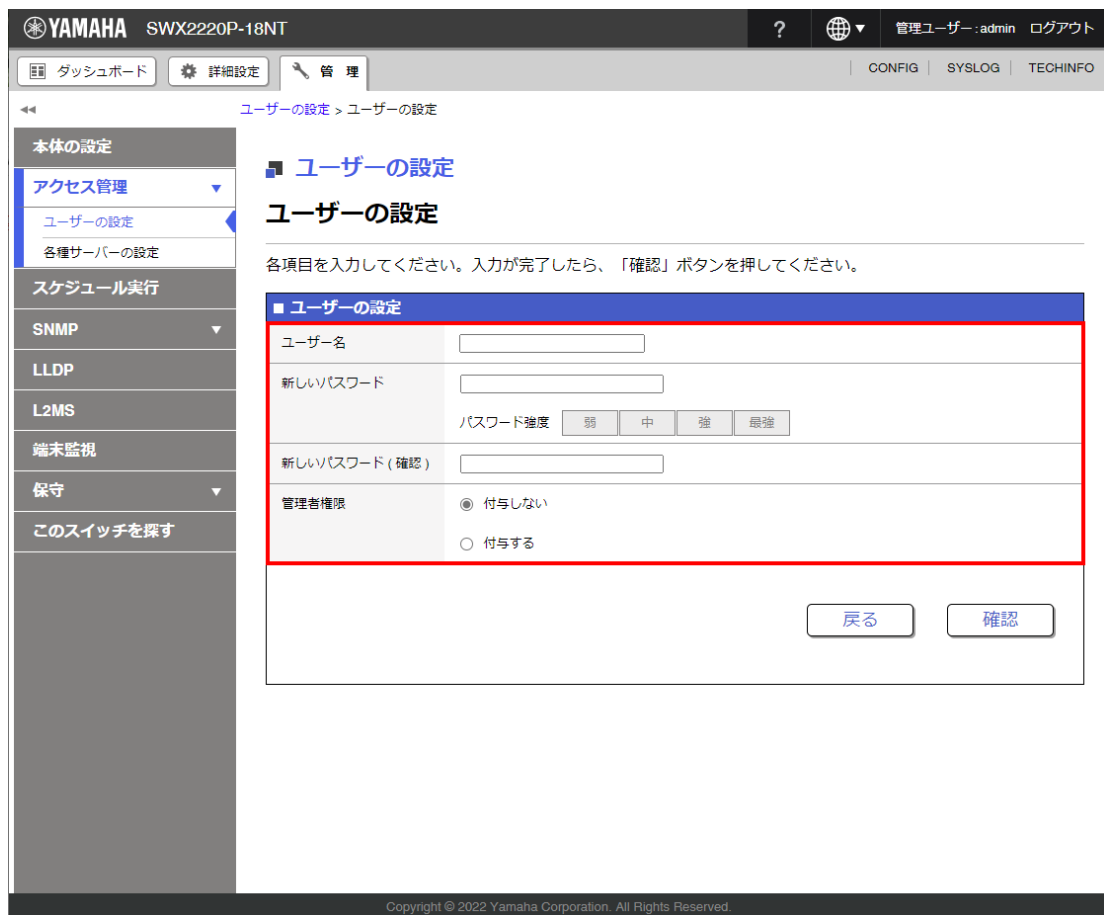 YAMAHA SWX2220P-18NT ? 管理ユーザー:admin ログアウト
ダッシュボード 詳細設定 管 理 CONFIG SYSLOG TECHINFO
ユーザーの設定 > ユーザーの設定
本体の設定
アクセス管理
ユーザーの設定
各種サーバーの設定
スケジュール実行
SNMP
LLDP
L2MS
端末監視
保守
このスイッチを探す
ユーザーの設定
ユーザーの設定
各項目を入力してください。入力が完了したら、「確認」ボタンを押してください。
■ ユーザーの設定
ユーザー名
新しいパスワード
パスワード強度 弱 中 強 最強
新しいパスワード ( 確認 )
管理者権限 付与しない
付与する
戻る 確認
Copyright © 2022 Yamaha Corporation. All Rights Reserved.